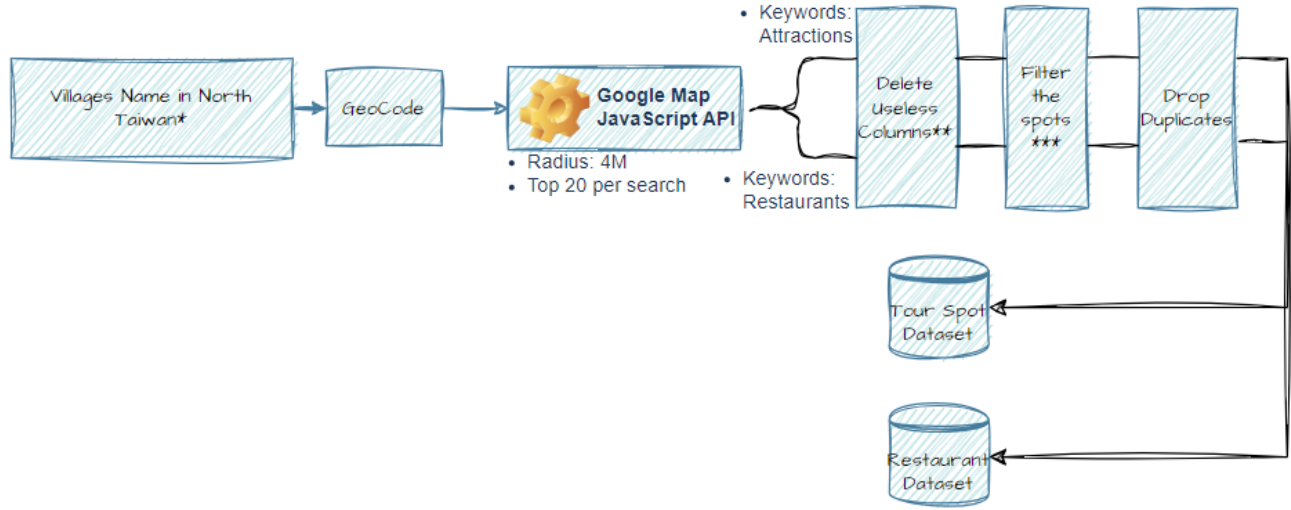 Villages Name in North
Taiwan*
GeoCode
Google Map
JavaScript API
• Radius: 4M
• Top 20 per search
• Keywords:
Attractions
• Keywords:
Restaurants
Delete
Useless
Columns**
Filter
the
spots
***
Drop
Duplicates
Tour Spot
Dataset
Restaurant
Dataset